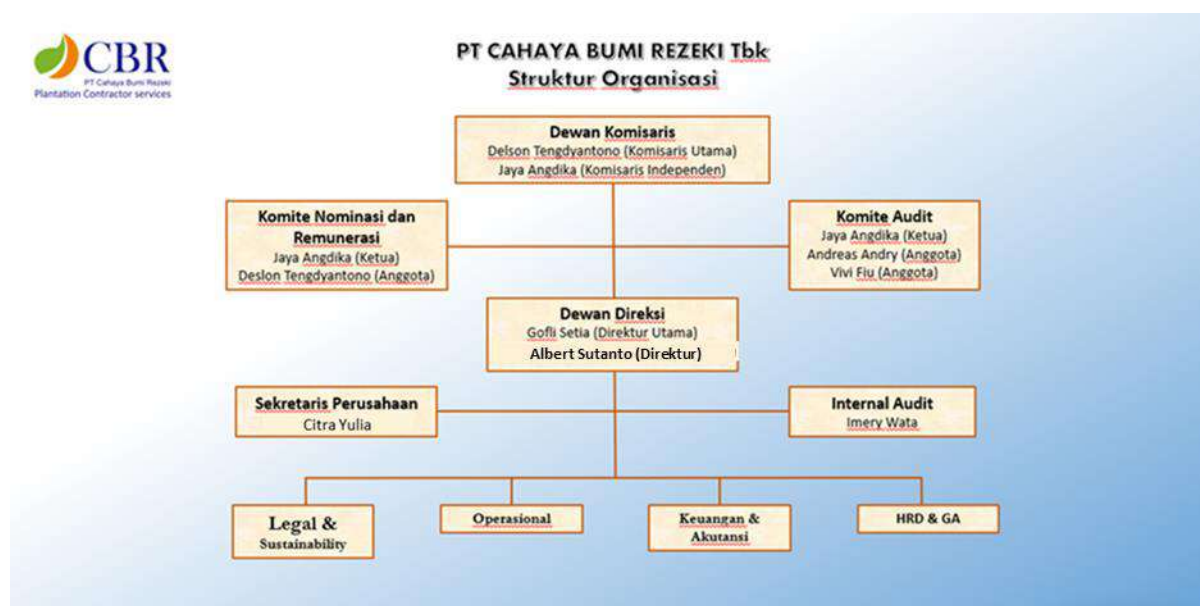 CBR
PT Cahaya Bumi Rezeki
Plantation Contractor services
PT CAHAYA BUMI REZEKI Tbk
Struktur Organisasi
Dewan Komisaris
Delson Tengdyantono (Komisaris Utama)
Jaya Angdika (Komisaris Independen)
Komite Nominasi dan
Remunerasi
Jaya Angdika (Ketua)
Deslon Tengdyantono (Anggota)
Komite Audit
Jaya Angdika (Ketua)
Andreas Andry (Anggota)
Vivi Fiu (Anggota)
Dewan Direksi
Gofli Setia (Direktur Utama)
Albert Sutanto (Direktur)
Sekretaris Perusahaan
Citra Yulia
Internal Audit
Imery Wata
Legal &
Sustainability
Operasional
Keuangan &
Akutansi
HRD & GA